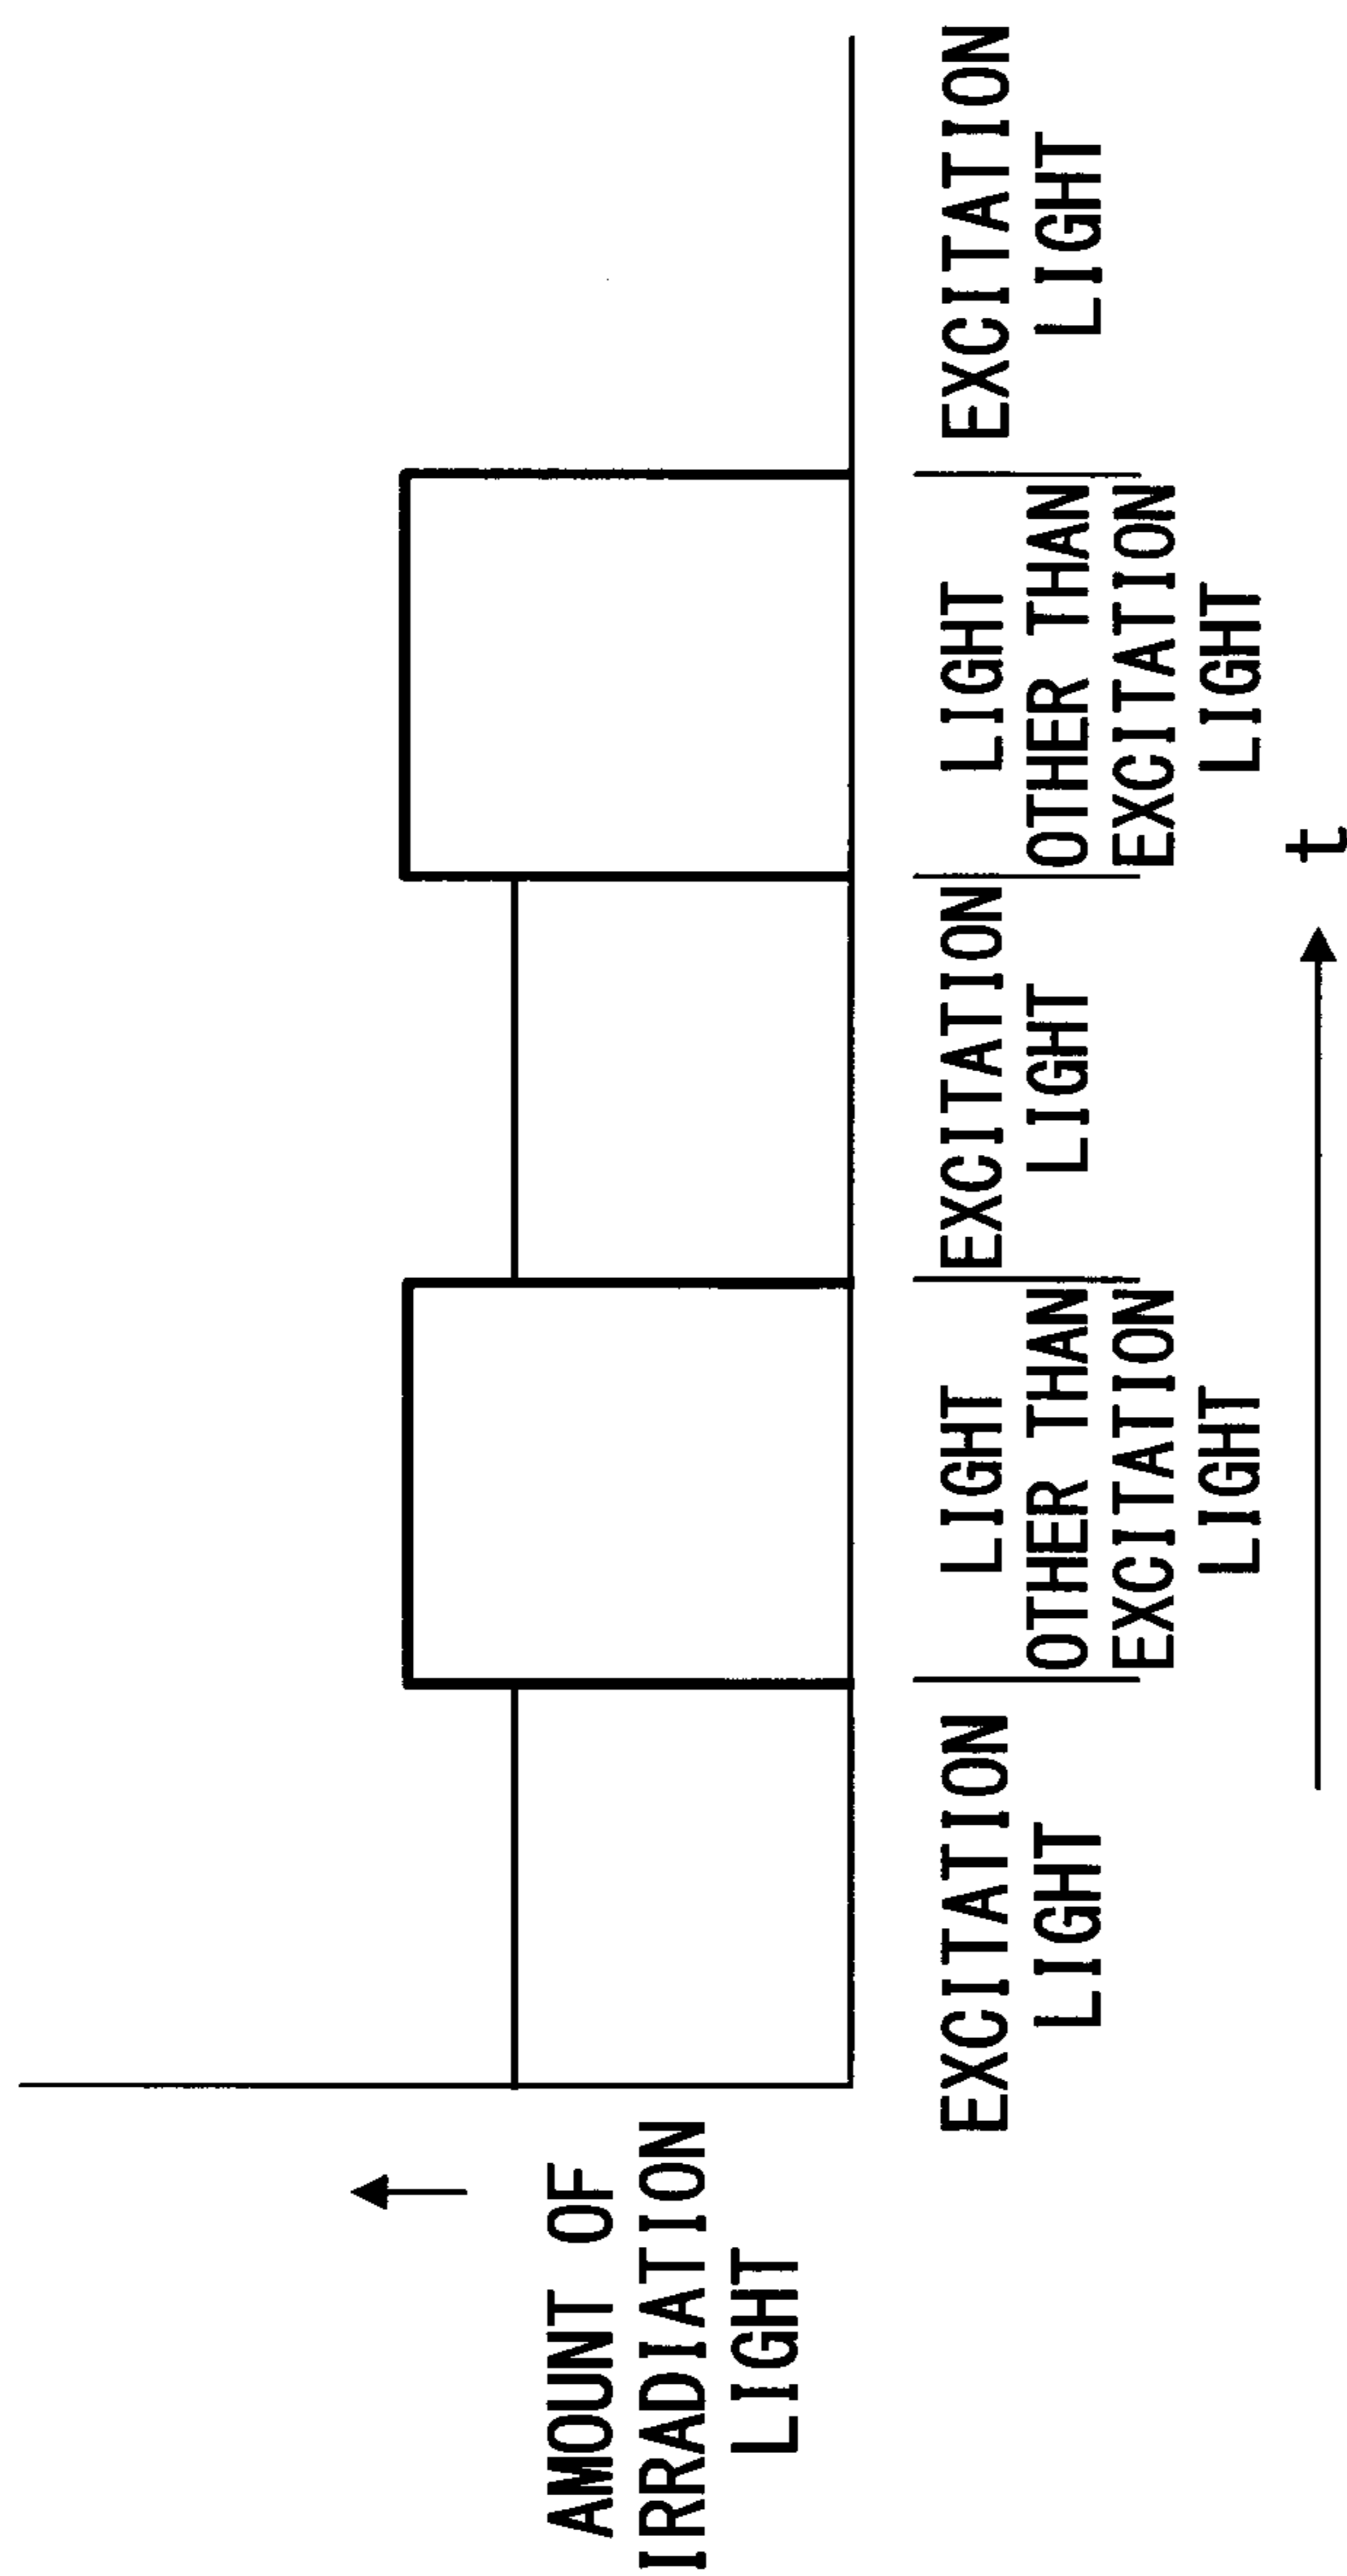 AMOUNT OF
IRRADIATION
LIGHT
EXCITATION
LIGHT
LIGHT
OTHER THAN
EXCITATION
LIGHT
EXCITATION
LIGHT
LIGHT
OTHER THAN
EXCITATION
LIGHT
EXCITATION
LIGHT
t